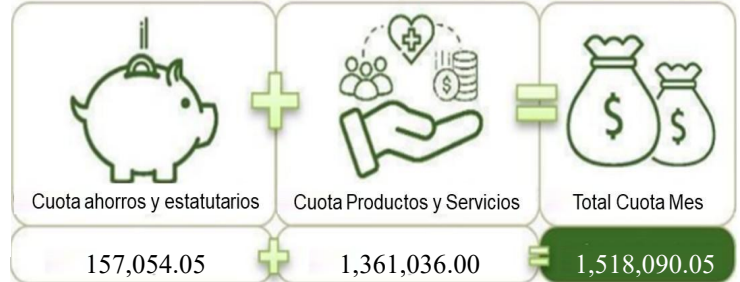 Cuota ahorros y estatutarios
Cuota Productos y Servicios
Total Cuota Mes
157,054.05
1,361,036.00
1,518,090.05